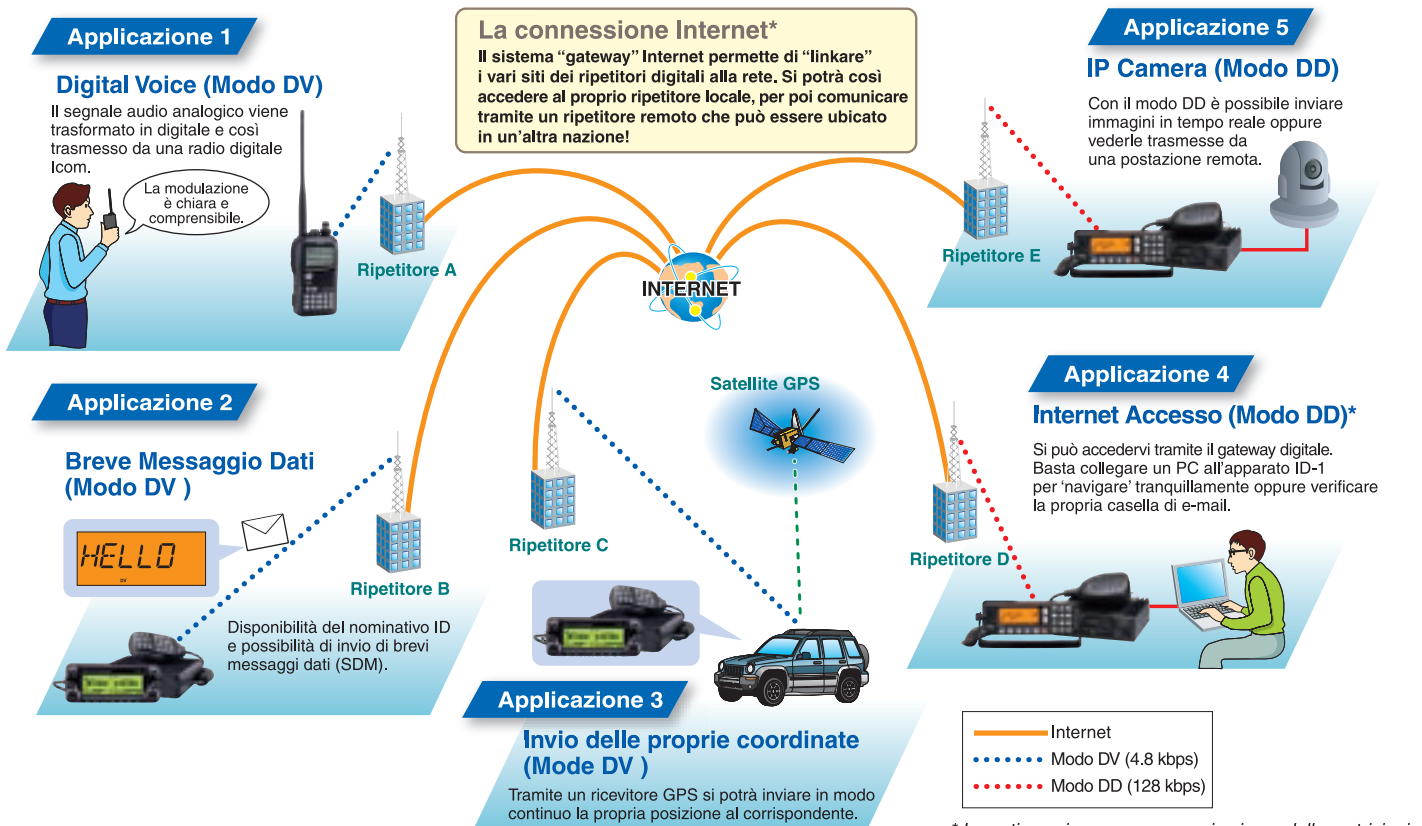 Applicazione 1
Digital Voice (Modo DV)
Il segnale audio analogico viene
trasformato in digitale e così
trasmesso da una radio digitale
Icom.
La modulazione
è chiara e
comprensibile.
Ripetitore A
La connessione Internet*
Il sistema “gateway” Internet permette di “linkare”
i vari siti dei ripetitori digitali alla rete. Si potrà così
accedere al proprio ripetitore locale, per poi comunicare
tramite un ripetitore remoto che può essere ubicato
in un’altra nazione!
INTERNET
Applicazione 5
IP Camera (Modo DD)
Con il modo DD è possibile inviare
immagini in tempo reale oppure
vederle trasmesse da
una postazione remota.
Ripetitore E
Applicazione 2
Breve Messaggio Dati
(Modo DV )
HELLO
DV
Ripetitore B
Disponibilità del nominativo ID
e possibilità di invio di brevi
messaggi dati (SDM).
Ripetitore C
Satellite GPS
Applicazione 3
Invio delle proprie coordinate
(Mode DV )
Tramite un ricevitore GPS si potrà inviare in modo
continuo la propria posizione al corrispondente.
Applicazione 4
Internet Accesso (Modo DD)*
Si può accedervi tramite il gateway digitale.
Basta collegare un PC all’apparato ID-1
per ‘navigare’ tranquillamente oppure verificare
la propria casella di e-mail.
Ripetitore D
Internet
Modo DV (4.8 kbps)
Modo DD (128 kbps)